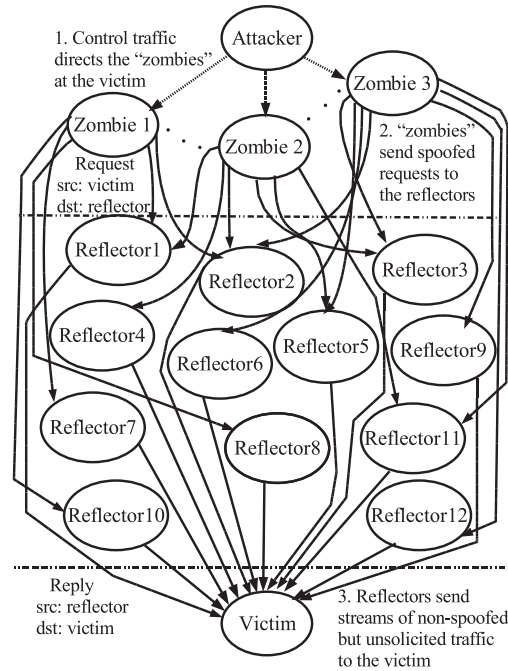 Attacker
1. Control traffic
directs the “zombies”
at the victim
Zombie 3
Zombie 1
Zombie 2
2. “zombies”
send spoofed
requests to
the reflectors
Request
src: victim
dst: reflector
Reflector1
Reflector2
Reflector3
Reflector4
Reflector6
Reflector5
Reflector9
Reflector7
Reflector8
Reflector11
Reflector10
Reflector12
Reply
src: reflector
dst: victim
Victim
3. Reflectors send
streams of non-spoofed
but unsolicited traffic
to the victim